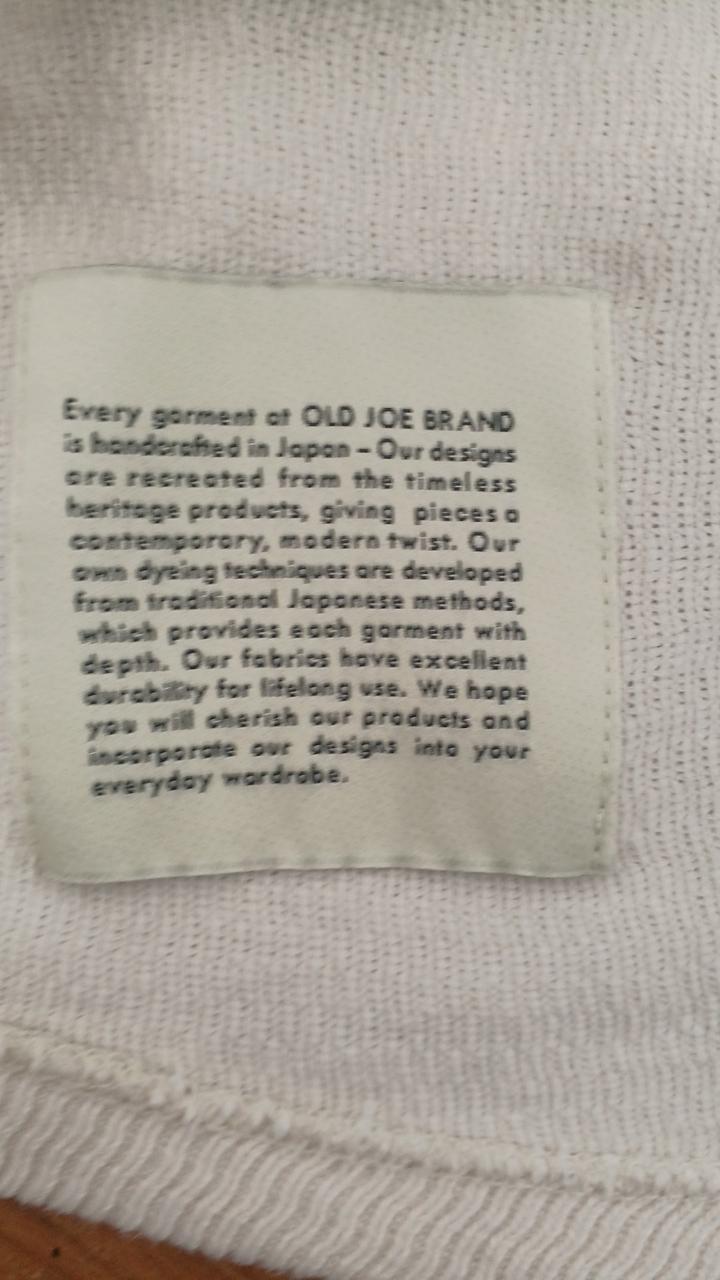 Every garment at OLD JOE BRAND
is handcrafted in Japan – Our designs
are recreated from the timeless
heritage products, giving pieces a
contemporary, modern twist. Our
own dyeing techniques are developed
from traditional Japanese methods,
which provides each garment with
depth. Our fabrics have excellent
durability for lifelong use. We hope
you will cherish our products and
incorporate our designs into your
everyday wardrobe.